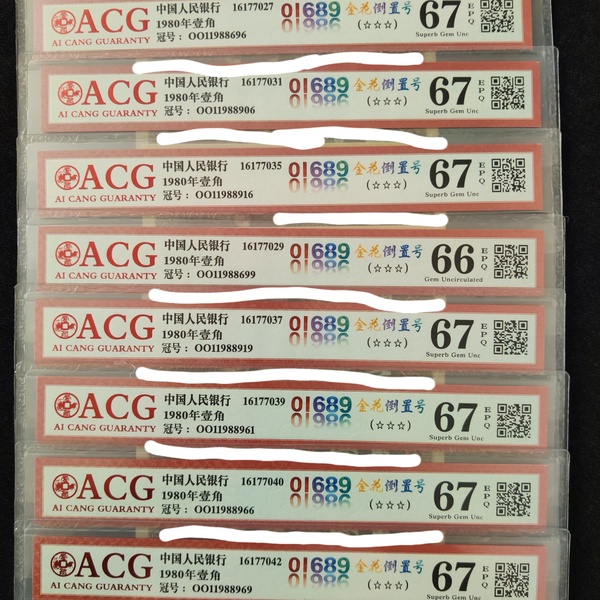 ACG 中国人民银行 16177027 01689 金花倒置号 67 EPQ
AI CANG GUARANTY 1980年壹角 (☆☆☆) Superb Gem Unc
冠号：OO11988696
ACG 中国人民银行 16177031 01689 金花倒置号 67 EPQ
AI CANG GUARANTY 1980年壹角 (☆☆☆) Superb Gem Unc
冠号：OO11988906
ACG 中国人民银行 16177035 01689 金花倒置号 67 EPQ
AI CANG GUARANTY 1980年壹角 (☆☆☆) Superb Gem Unc
冠号：OO11988916
ACG 中国人民银行 16177029 01689 金花倒置号 66 EPQ
AI CANG GUARANTY 1980年壹角 (☆☆☆) Gem Uncirculated
冠号：OO11988699
ACG 中国人民银行 16177037 01689 金花倒置号 67 EPQ
AI CANG GUARANTY 1980年壹角 (☆☆☆) Superb Gem Unc
冠号：OO11988919
ACG 中国人民银行 16177039 01689 金花倒置号 67 EPQ
AI CANG GUARANTY 1980年壹角 (☆☆☆) Superb Gem Unc
冠号：OO11988961
ACG 中国人民银行 16177040 01689 金花倒置号 67 EPQ
AI CANG GUARANTY 1980年壹角 (☆☆☆) Superb Gem Unc
冠号：OO11988966
ACG 中国人民银行 16177042 01689 金花倒置号 67 EPQ
AI CANG GUARANTY 1980年壹角 (☆☆☆) Superb Gem Unc
冠号：OO11988969